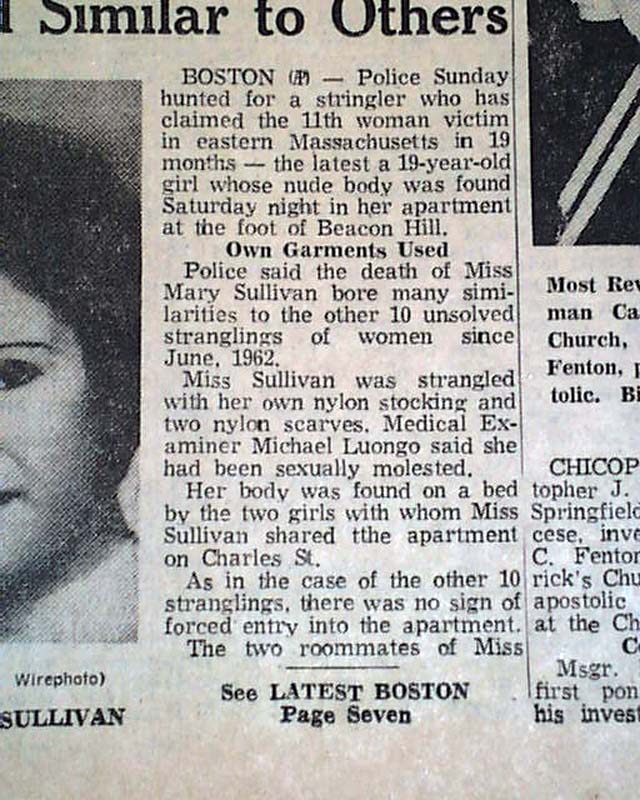 Similar to Others
BOSTON (AP) — Police Sunday
hunted for a stringler who has
claimed the 11th woman victim
in eastern Massachusetts in 19
months — the latest a 19-year-old
girl whose nude body was found
Saturday night in her apartment
at the foot of Beacon Hill.
Own Garments Used
Police said the death of Miss
Mary Sullivan bore many simi-
larities to the other 10 unsolved
stranglings of women since
June, 1962.
Miss Sullivan was strangled
with her own nylon stocking and
two nylon scarves. Medical Ex-
aminer Michael Luongo said she
had been sexually molested.
Her body was found on a bed
by the two girls with whom Miss
Sullivan shared tthe apartment
on Charles St.
As in the case of the other 10
stranglings, there was no sign of
forced entry into the apartment.
The two roommates of Miss
See LATEST BOSTON
Page Seven
Wirephoto)
SULLIVAN
Most Rev
man Ca
Church,
Fenton, p
tolic. Bi
CHICOP
topher J.
Springfield
cese, inve
C. Fenton
rick's Chu
apostolic
at the Ch
Co
Msgr.
first pon
his invest